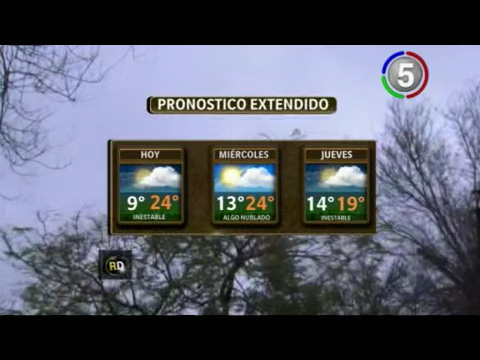 5
PRONOSTICO EXTENDIDO
HOY
9° 24°
INESTABLE
MIÉRCOLES
13° 24°
ALGO NUBLADO
JUEVES
14° 19°
INESTABLE
RD